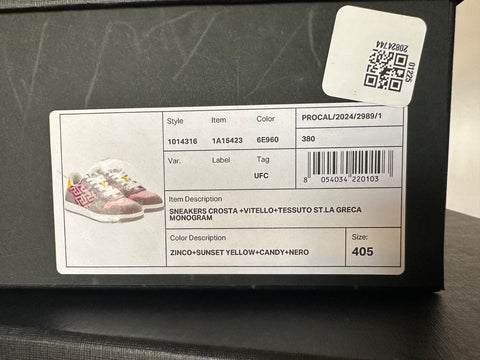 01225
20824744
Style Item Color PROCAL/2024/2989/1
1014316 1A15423 6E960 380
Var. Label Tag
UFC
8 054034 220103
Item Description
SNEAKERS CROSTA +VITELLO+TESSUTO ST.LA GRECA
MONOGRAM
Color Description Size:
ZINCO+SUNSET YELLOW+CANDY+NERO 405